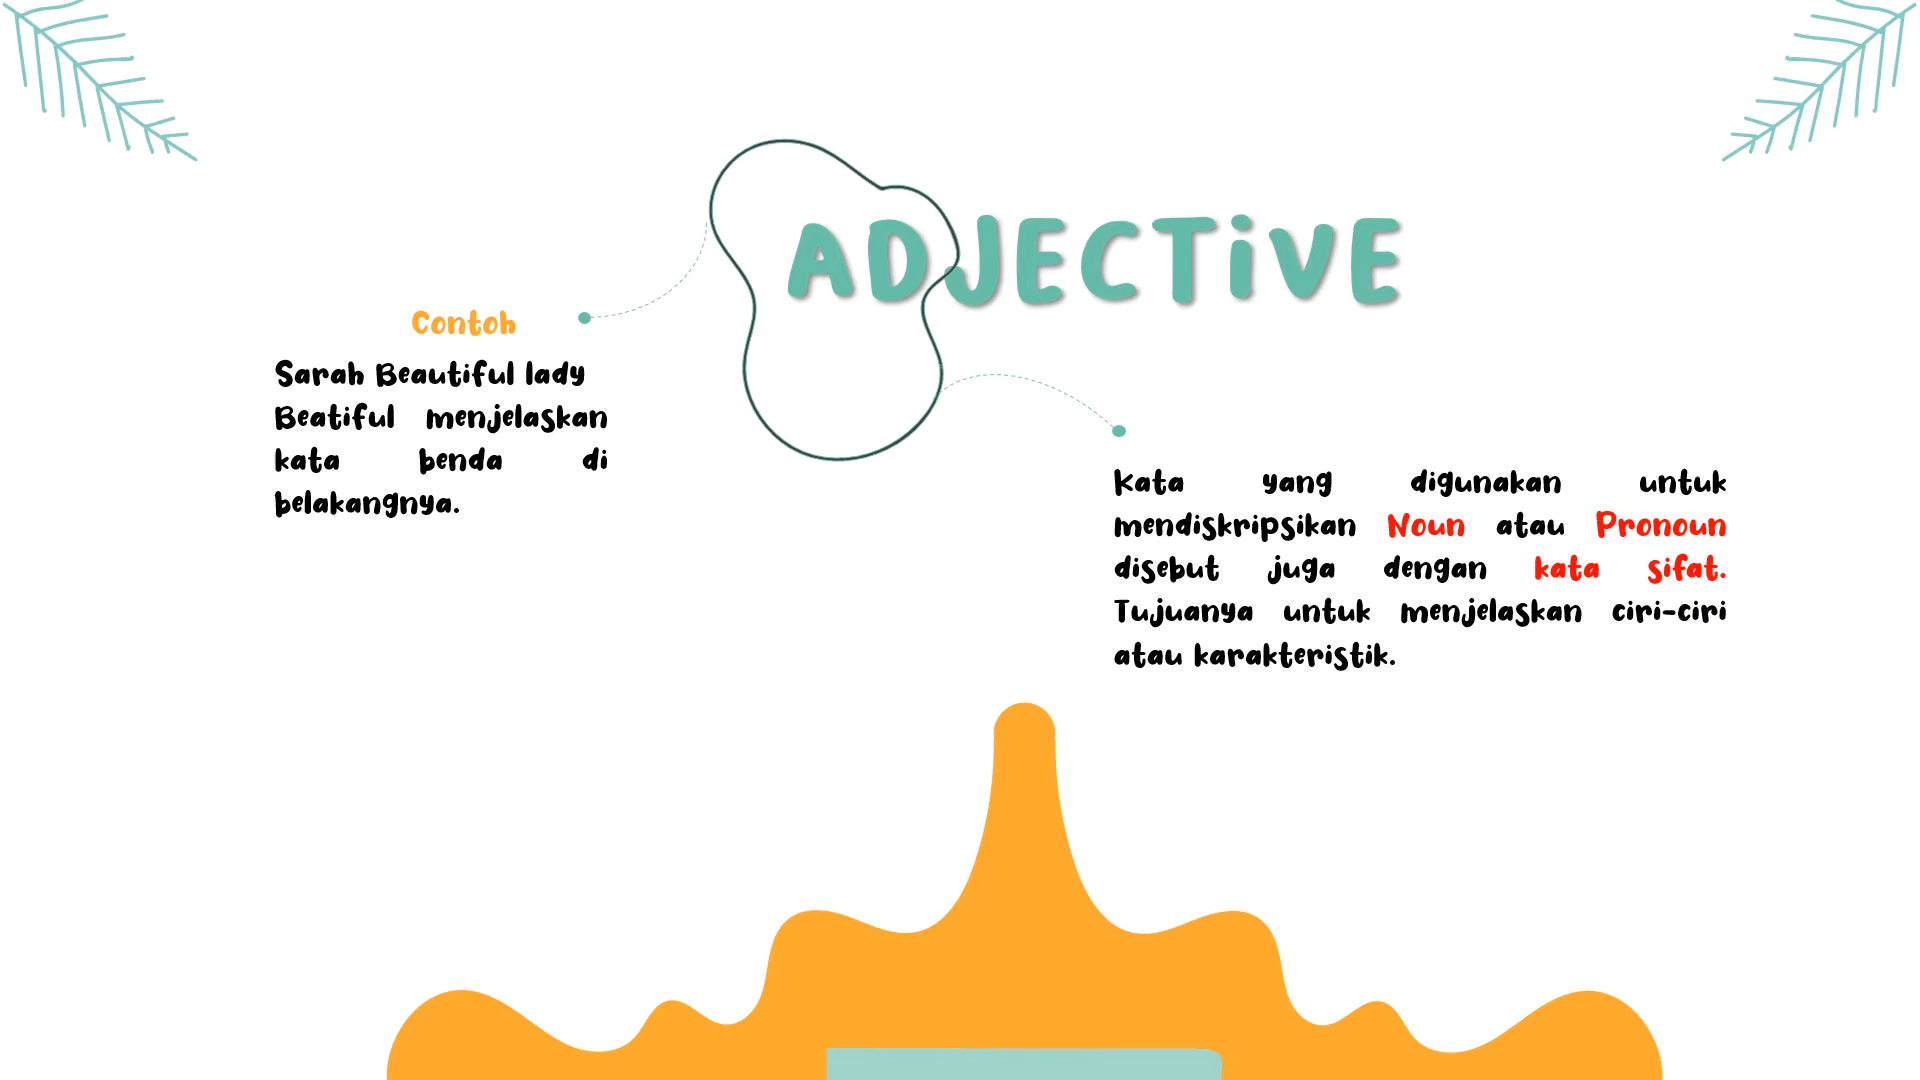 ADJECTiVE
Contoh
Sarah Beautiful lady
Beatiful menjelaskan
kata benda di
belakangnya.
Kata yang digunakan untuk
mendiskripsikan Noun atau Pronoun
disebut juga dengan kata sifat.
Tujuanya untuk menjelaskan ciri-ciri
atau karakteristik.